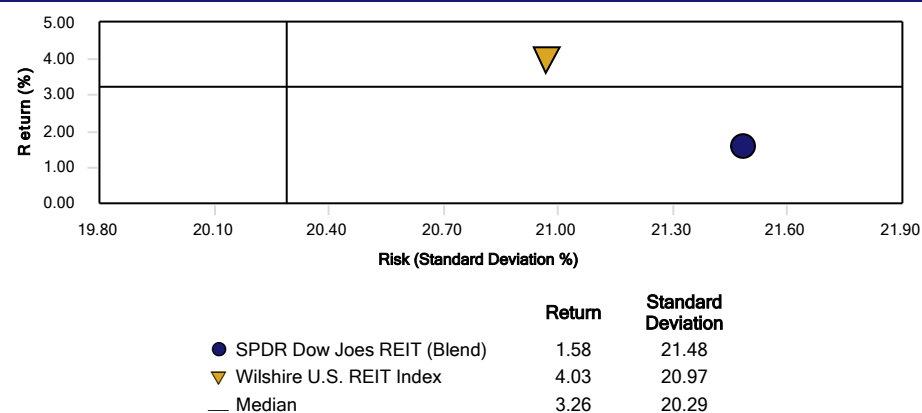 5.00
4.00
3.00
2.00
1.00
0.00
Return (%)
19.80 20.10 20.40 20.70 21.00 21.30 21.60 21.90
Risk (Standard Deviation %)
Return Standard Deviation
SPDR Dow Joes REIT (Blend) 1.58 21.48
Wilshire U.S. REIT Index 4.03 20.97
Median 3.26 20.29